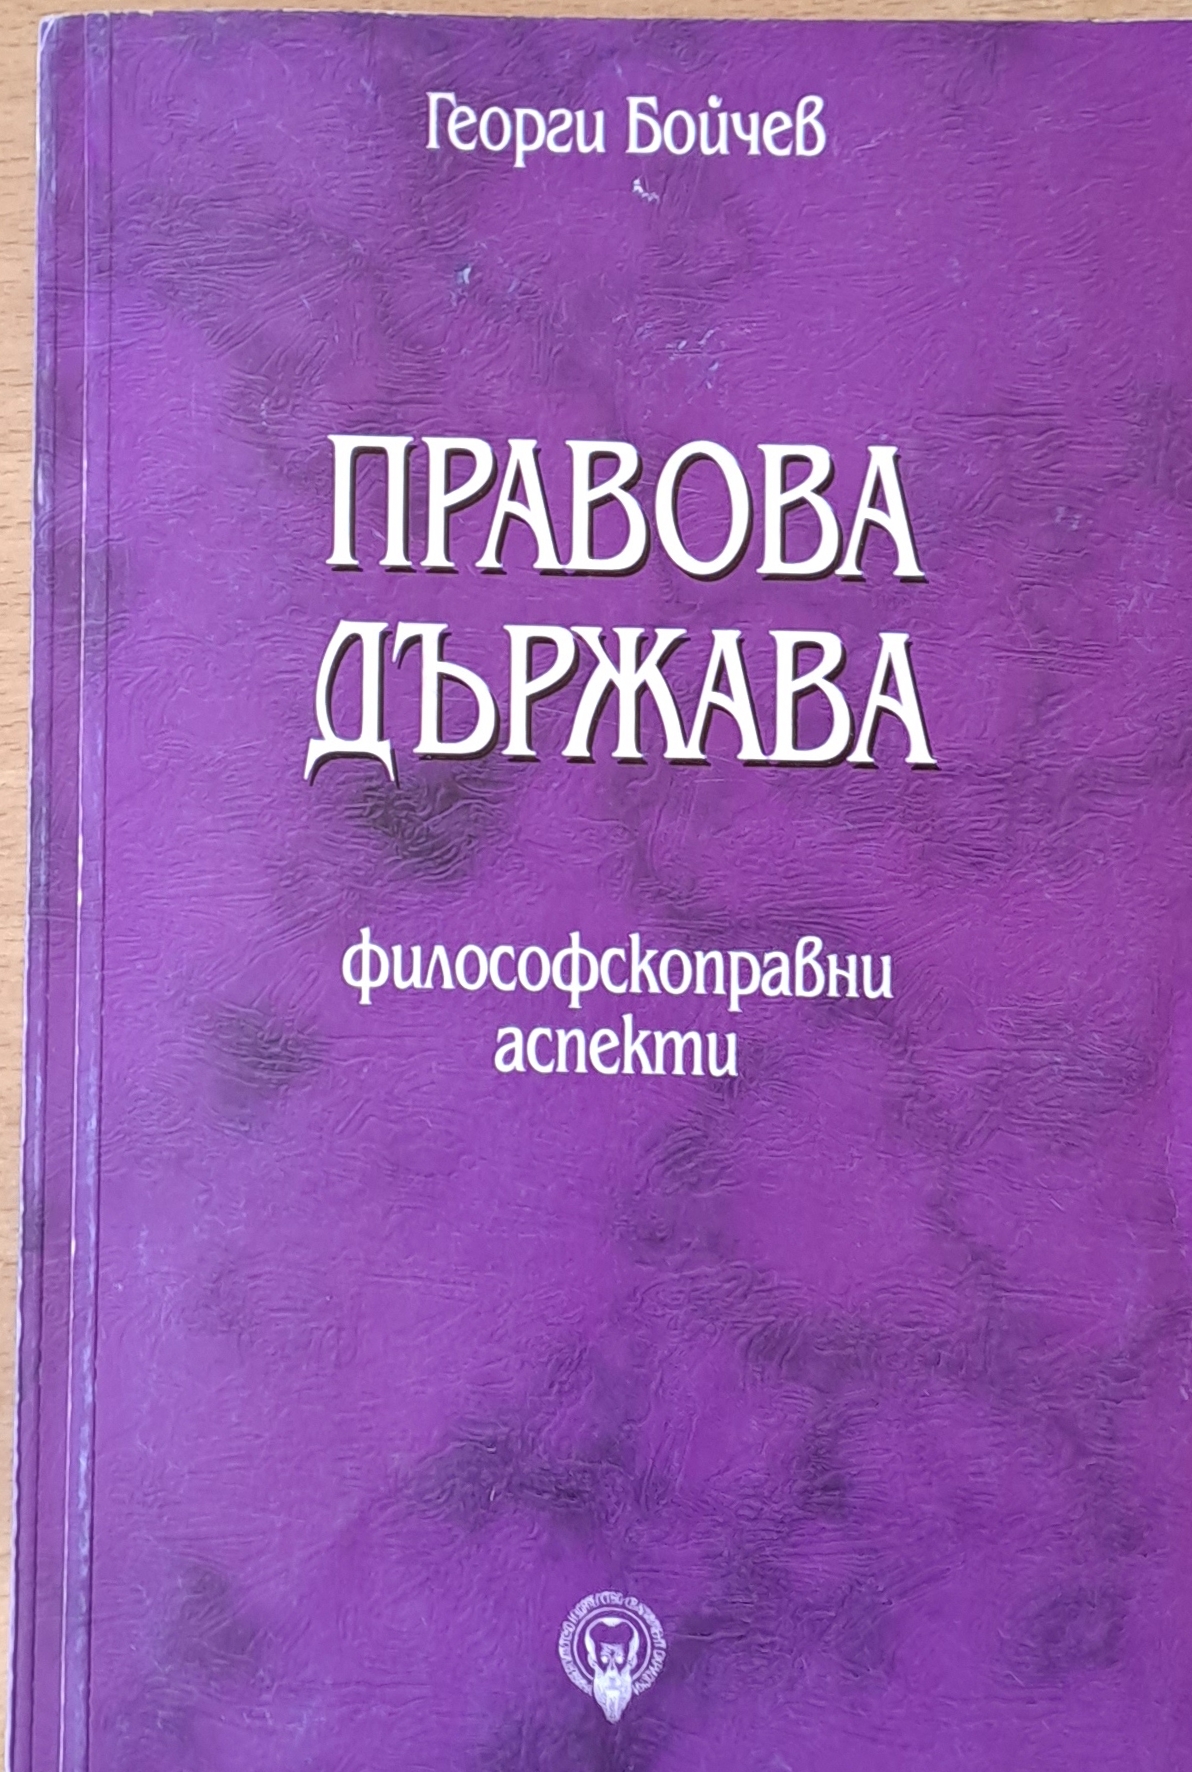 Георги Бойчев
ПРАВОВА
ДЪРЖАВА
философскоправни
аспекти